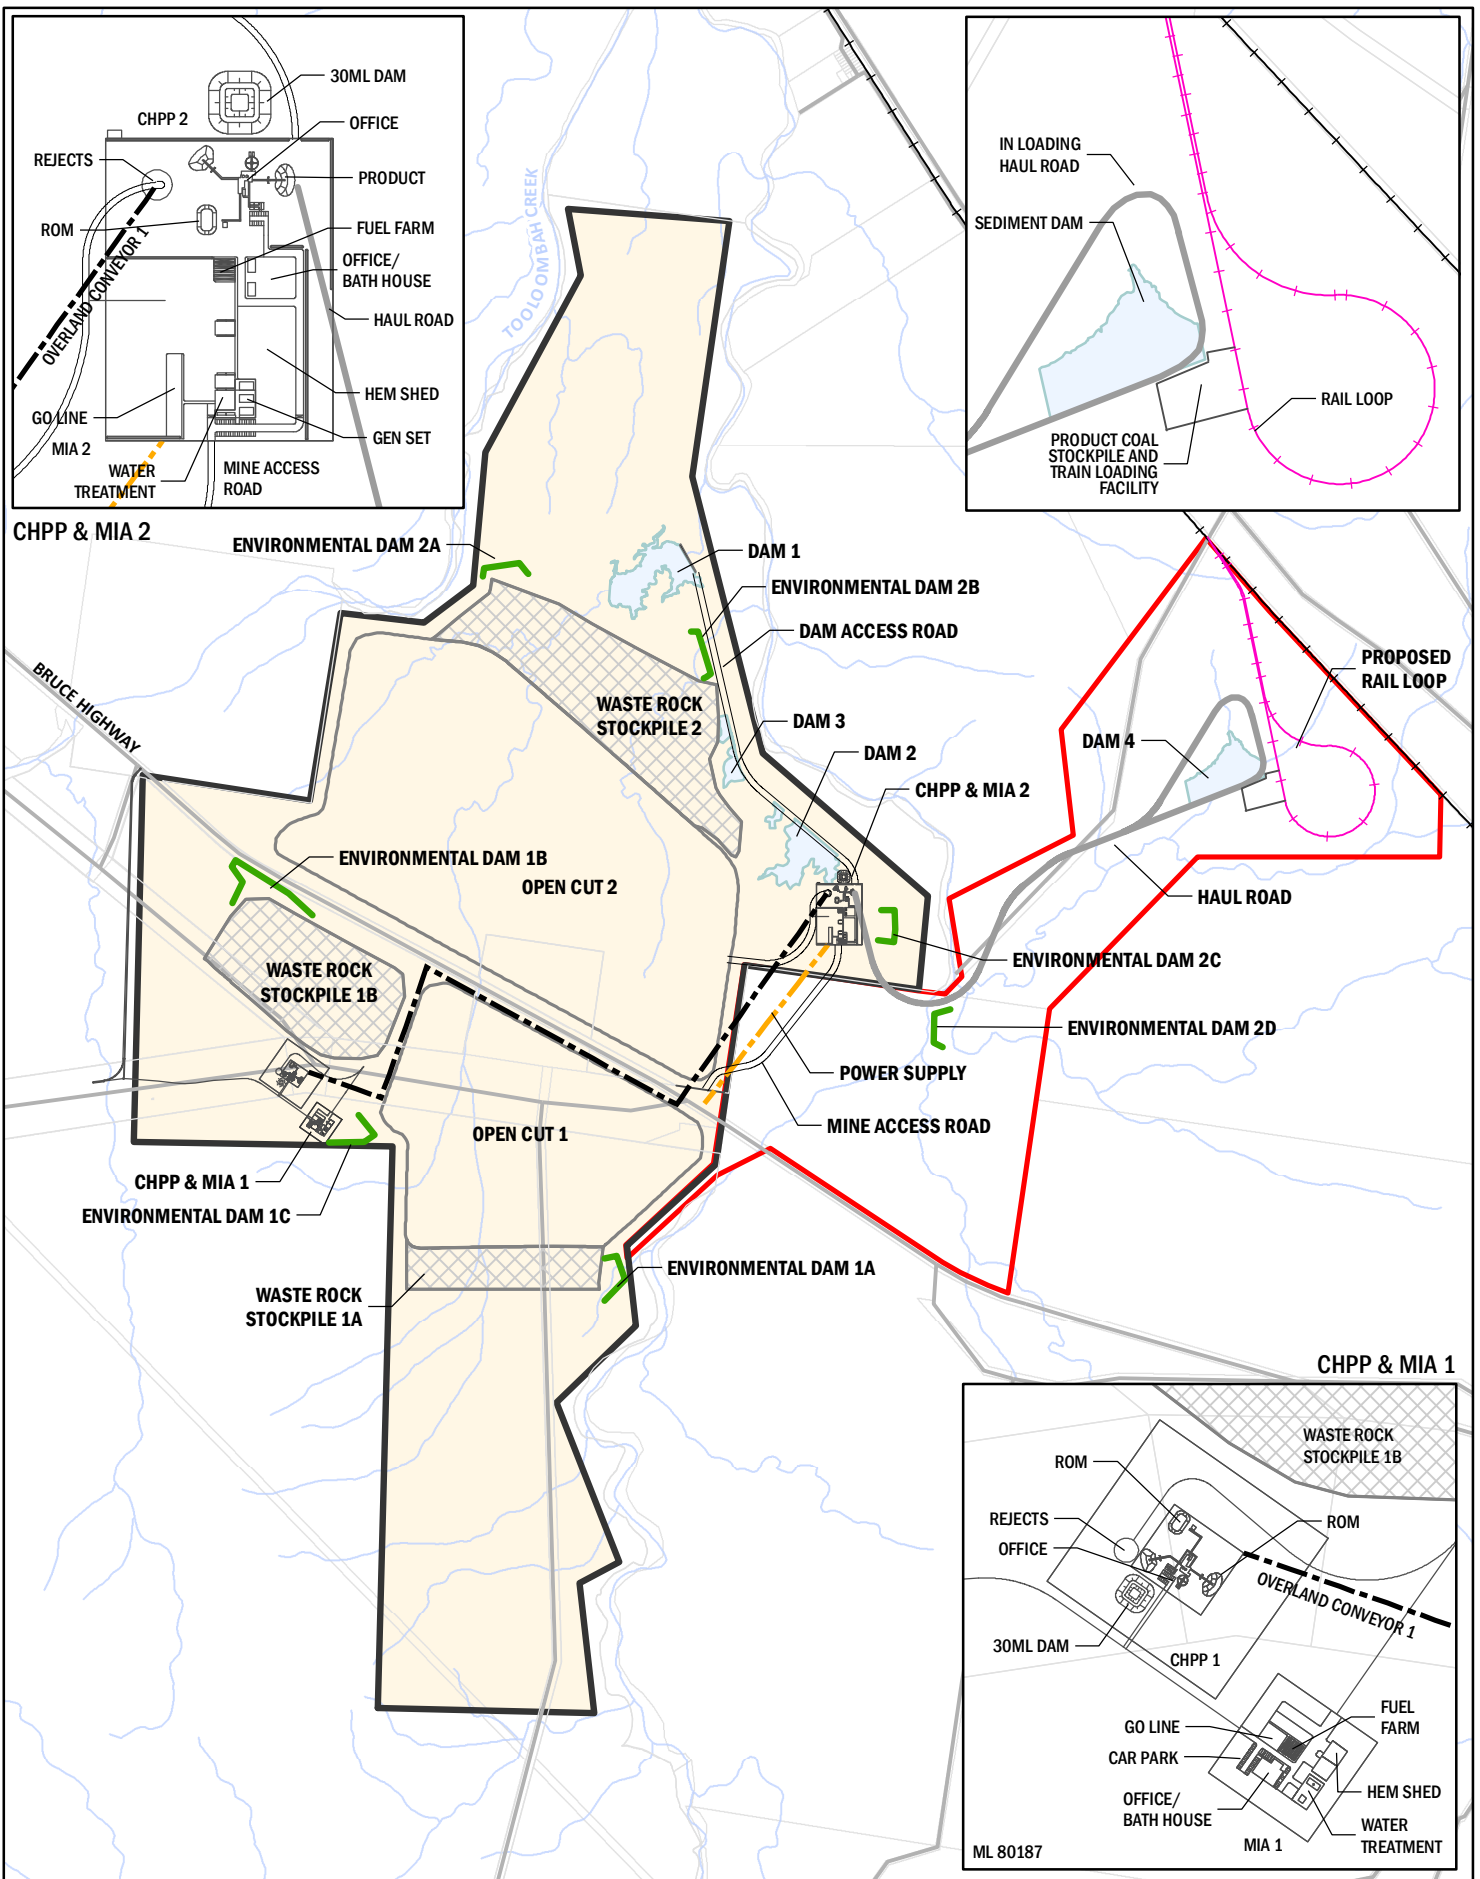 30ML DAM
CHPP 2
OFFICE
REJECTS
PRODUCT
ROM
FUEL FARM
OVERLAND CONVEYOR 1
OFFICE/
BATH HOUSE
HAUL ROAD
HEM SHED
GO LINE
GEN SET
MIA 2
WATER
TREATMENT
MINE ACCESS
ROAD
CHPP & MIA 2
IN LOADING
HAUL ROAD
SEDIMENT DAM
RAIL LOOP
PRODUCT COAL
STOCKPILE AND
TRAIN LOADING
FACILITY
TOOLOOMBAH CREEK
ENVIRONMENTAL DAM 2A
DAM 1
ENVIRONMENTAL DAM 2B
DAM ACCESS ROAD
BRUCE HIGHWAY
PROPOSED
RAIL LOOP
WASTE ROCK
STOCKPILE 2
DAM 3
DAM 4
DAM 2
CHPP & MIA 2
ENVIRONMENTAL DAM 1B
OPEN CUT 2
HAUL ROAD
WASTE ROCK
STOCKPILE 1B
ENVIRONMENTAL DAM 2C
ENVIRONMENTAL DAM 2D
POWER SUPPLY
MINE ACCESS ROAD
OPEN CUT 1
CHPP & MIA 1
ENVIRONMENTAL DAM 1C
ENVIRONMENTAL DAM 1A
WASTE ROCK
STOCKPILE 1A
CHPP & MIA 1
WASTE ROCK
STOCKPILE 1B
ROM
REJECTS
ROM
OFFICE
OVERLAND CONVEYOR 1
30ML DAM
CHPP 1
FUEL
FARM
GO LINE
CAR PARK
HEM SHED
OFFICE/
BATH HOUSE
WATER
TREATMENT
MIA 1
ML 80187